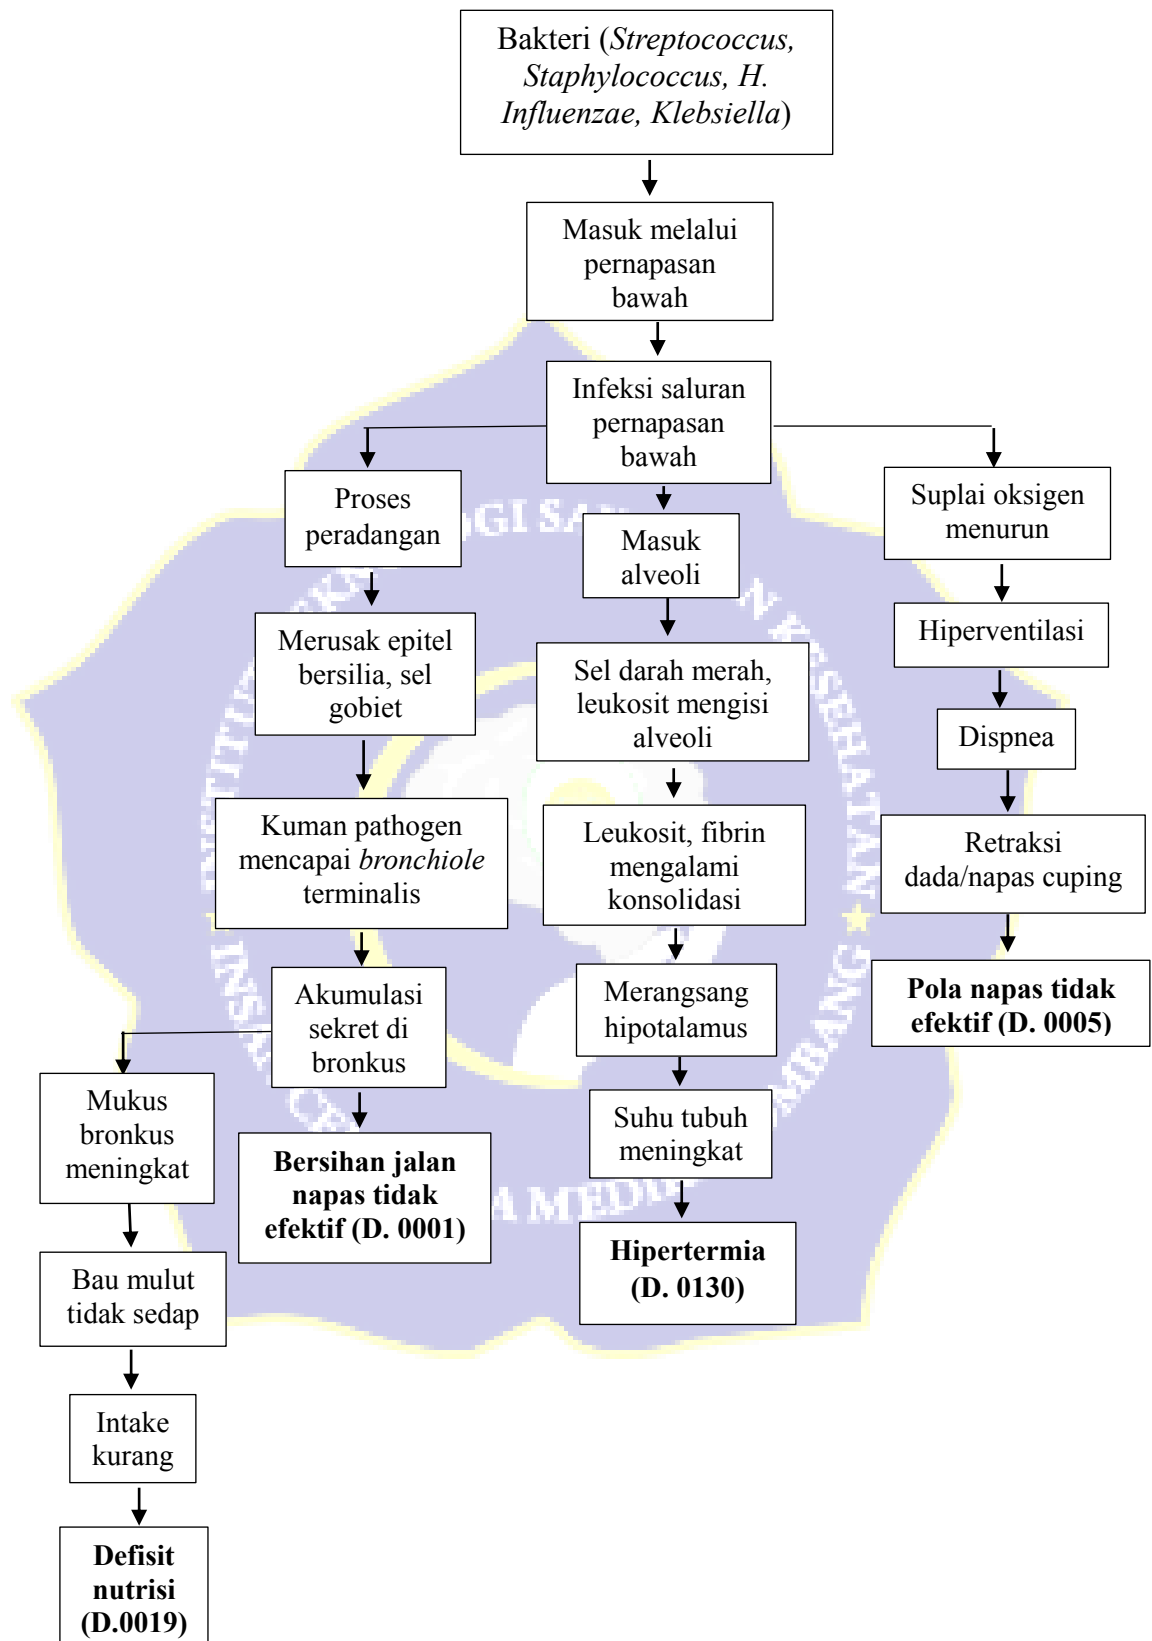 Bakteri (Streptococcus,
Staphylococcus, H.
Influenzae, Klebsiella)
Masuk melalui
pernapasan
bawah
Infeksi saluran
pernapasan
bawah
Proses
peradangan
Merusak epitel
bersilia, sel
gobiet
Kuman pathogen
mencapai bronchiole
terminalis
Akumulasi
sekret di
bronkus
Bersihan jalan
napas tidak
efektif (D. 0001)
Mukus
bronkus
meningkat
Bau mulut
tidak sedap
Intake
kurang
Defisit
nutrisi
(D.0019)
Masuk
alveoli
Sel darah merah,
leukosit mengisi
alveoli
Leukosit, fibrin
mengalami
konsolidasi
Merangsang
hipotalamus
Suhu tubuh
meningkat
Hipertermia
(D. 0130)
Suplai oksigen
menurun
Hiperventilasi
Dispnea
Retraksi
dada/napas cuping
Pola napas tidak
efektif (D. 0005)